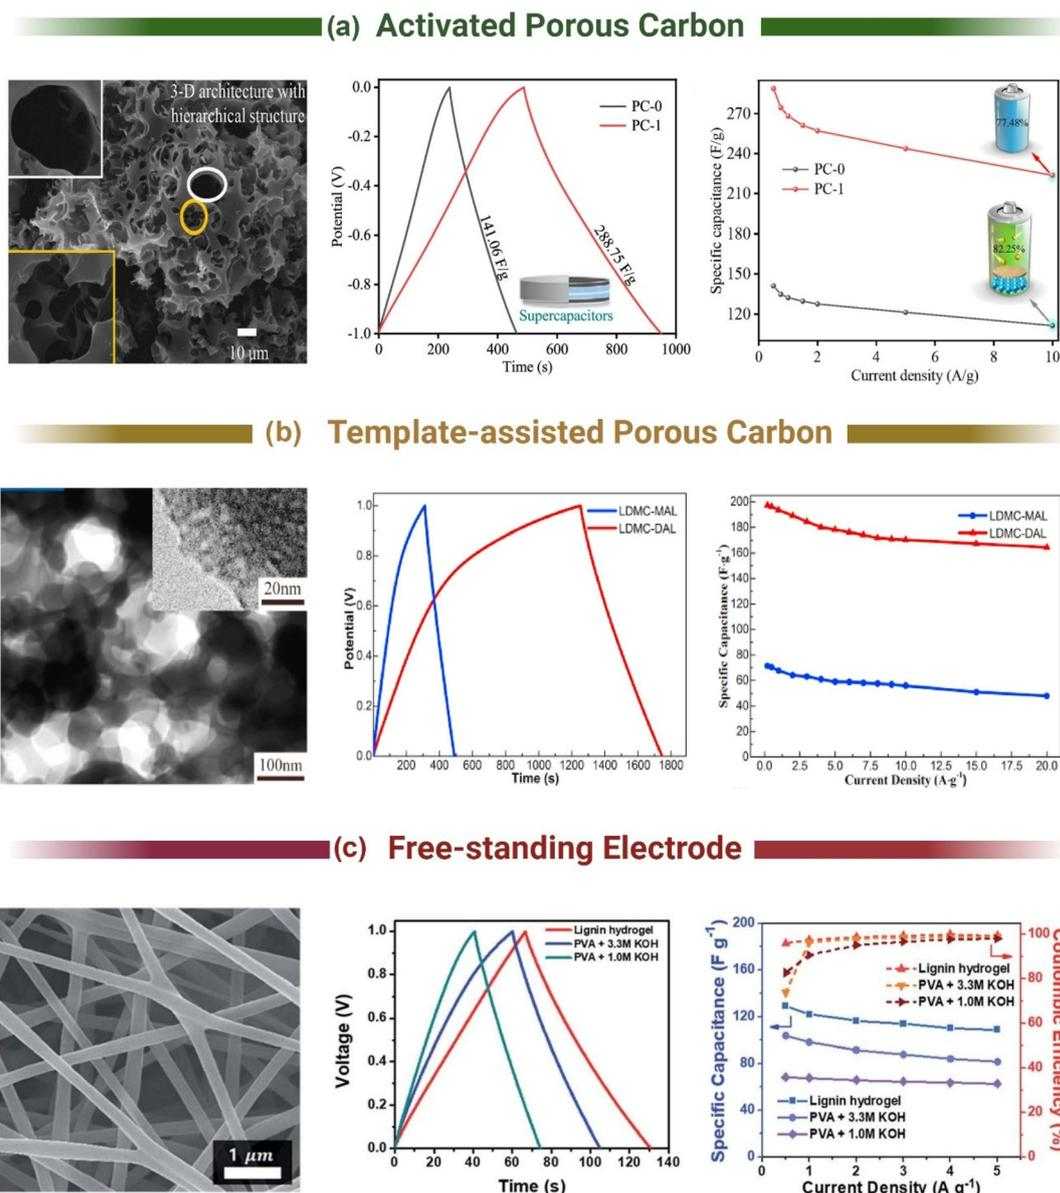 (a) Activated Porous Carbon
3-D architecture with
hierarchical structure
10 μm
0.0
-0.2
-0.4
-0.6
-0.8
-1.0
Potential (V)
PC-0
PC-1
141.06 F/g
288.75 F/g
Supercapacitors
0 200 400 600 800 1000
Time (s)
270
240
210
180
150
120
Specific capacitance (F/g)
77.48%
PC-0
PC-1
82.25%
0 2 4 6 8 10
Current density (A/g)
(b) Template-assisted Porous Carbon
20nm
100nm
1.0
0.8
0.6
0.4
0.2
0.0
Potential (V)
LDMC-MAL
LDMC-DAL
200 400 600 800 1000 1200 1400 1600 1800
Time (s)
200
180
160
140
120
100
80
60
40
20
0
Specific Capacitance (F·g-1)
LDMC-MAL
LDMC-DAL
0.0 2.5 5.0 7.5 10.0 12.5 15.0 17.5 20.0
Current Density (A·g-1)
(c) Free-standing Electrode
1 μm
1.0
0.8
0.6
0.4
0.2
0.0
Voltage (V)
Lignin hydrogel
PVA + 3.3M KOH
PVA + 1.0M KOH
0 20 40 60 80 100 120 140
Time (s)
200
160
120
80
40
0
Specific Capacitance (F g-1)
Lignin hydrogel
PVA + 3.3M KOH
PVA + 1.0M KOH
Lignin hydrogel
PVA + 3.3M KOH
PVA + 1.0M KOH
100
80
60
40
20
0
Efficiency (%)
0 1 2 3 4 5
Current Density (A g-1)